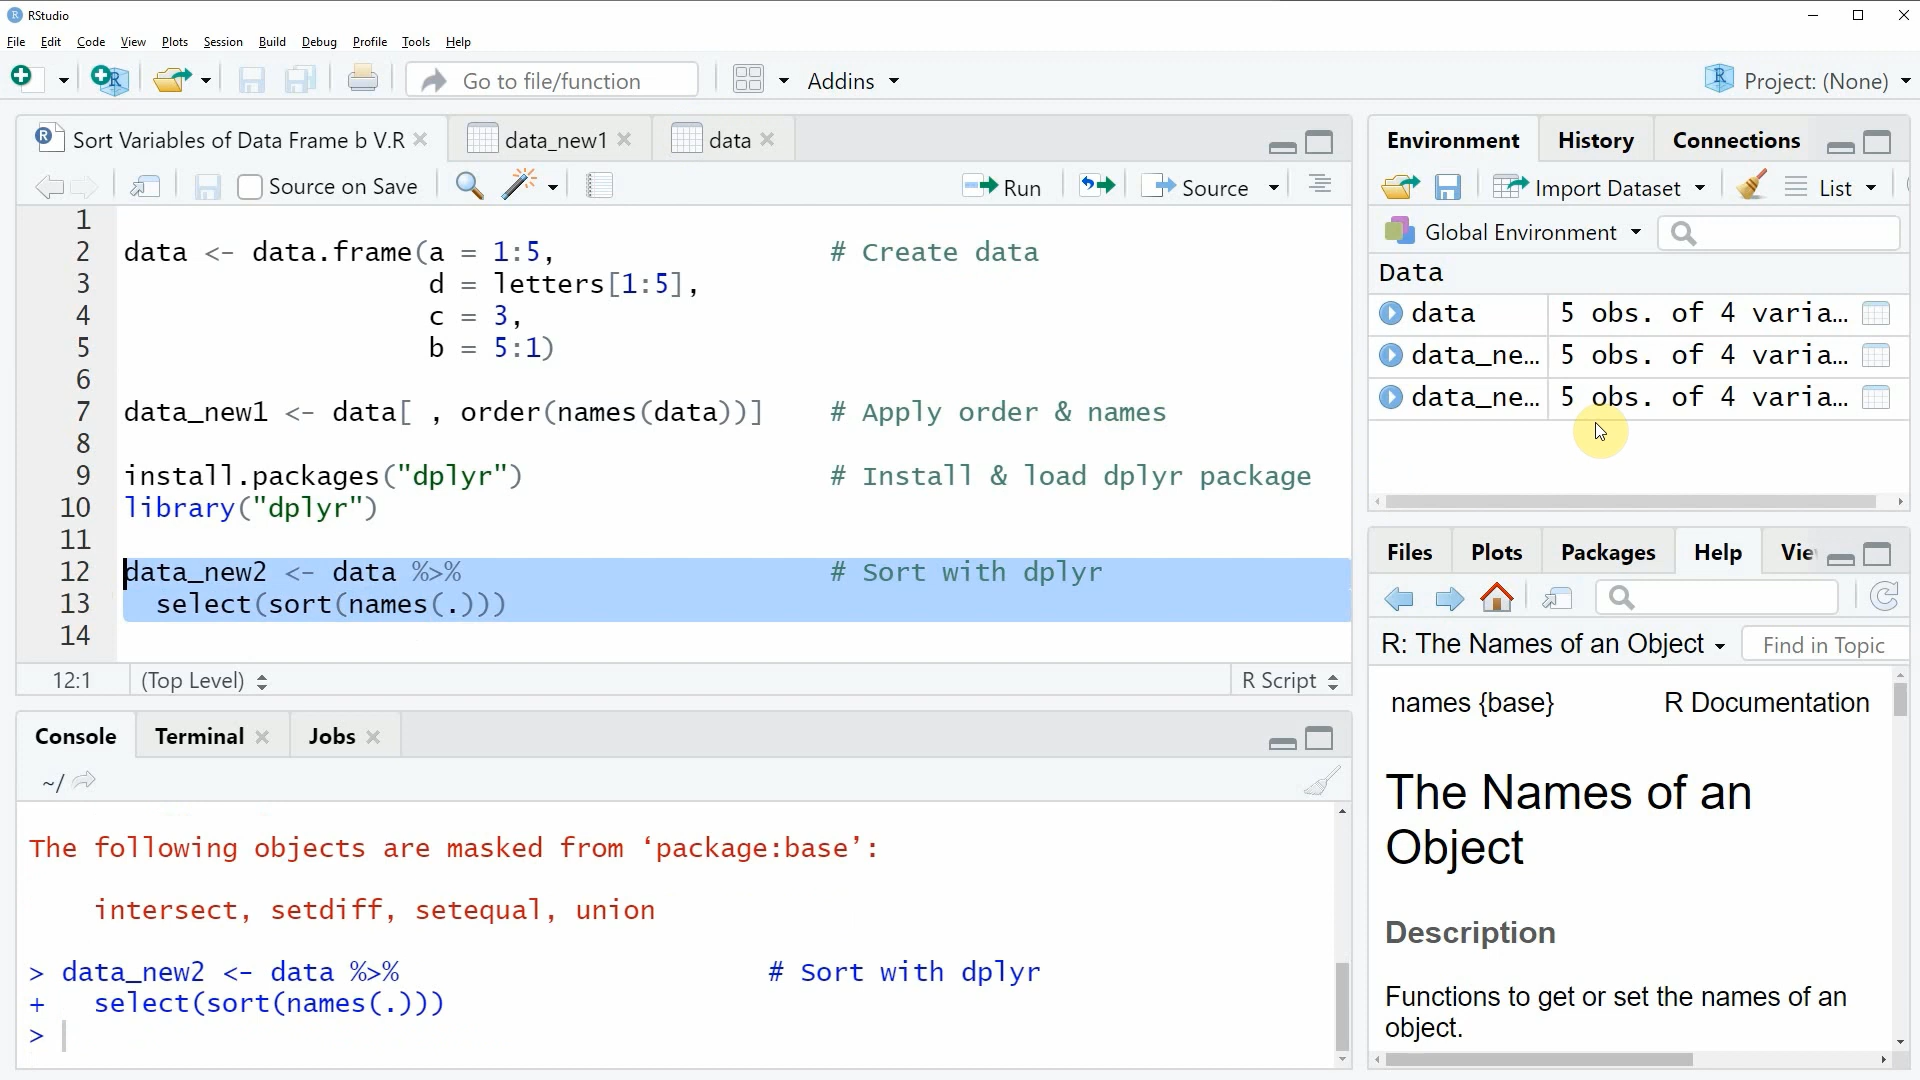 RStudio
File Edit Code View Plots Session Build Debug Profile Tools Help
Go to file/function Addins Project: (None)
Sort Variables of Data Frame b V.R data_new1 data
Source on Save Run Source
1
2 data <- data.frame(a = 1:5, # Create data
3 d = letters[1:5],
4 c = 3,
5 b = 5:1)
6
7 data_new1 <- data[ , order(names(data))] # Apply order & names
8
9 install.packages("dplyr") # Install & load dplyr package
10 library("dplyr")
11
12 data_new2 <- data %>% # Sort with dplyr
13 select(sort(names(.)))
14
12:1 (Top Level) R Script
Console Terminal Jobs
~/
The following objects are masked from ‘package:base’:
intersect, setdiff, setequal, union
> data_new2 <- data %>% # Sort with dplyr
+ select(sort(names(.)))
>
Environment History Connections
Import Dataset List
Global Environment
Data
data 5 obs. of 4 varia…
data_ne… 5 obs. of 4 varia…
data_ne… 5 obs. of 4 varia…
Files Plots Packages Help Vie
R: The Names of an Object Find in Topic
names {base} R Documentation
The Names of an
Object
Description
Functions to get or set the names of an
object.